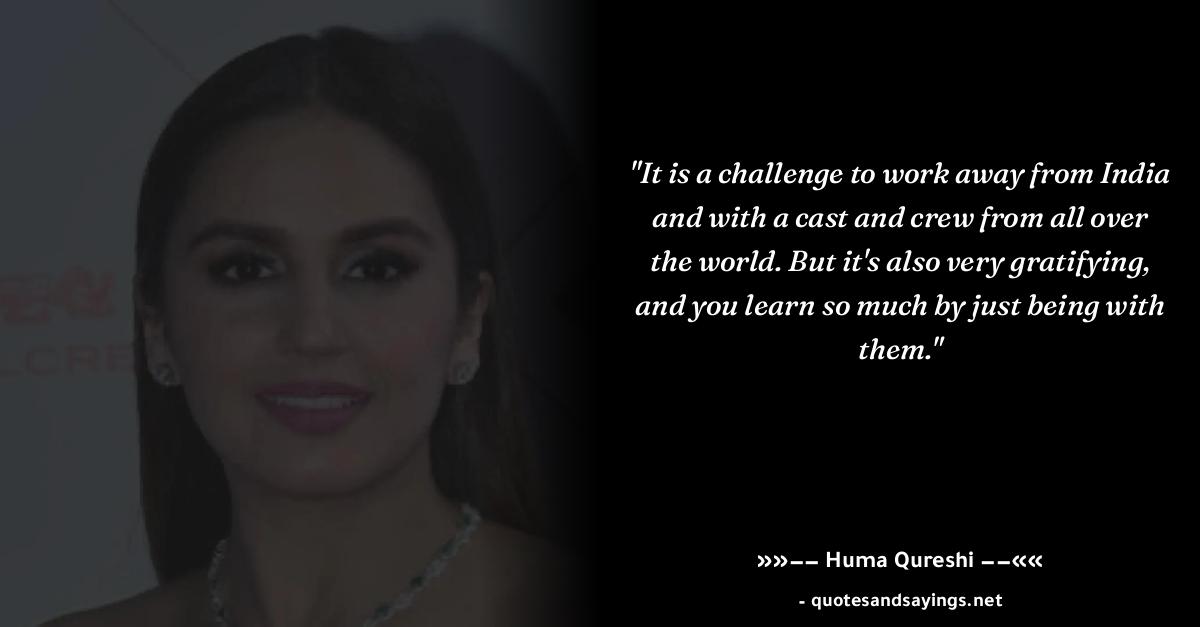 "It is a challenge to work away from India
and with a cast and crew from all over
the world. But it's also very gratifying,
and you learn so much by just being with
them."
»»–– Huma Qureshi ––««
- quotesandsayings.net
LCRE